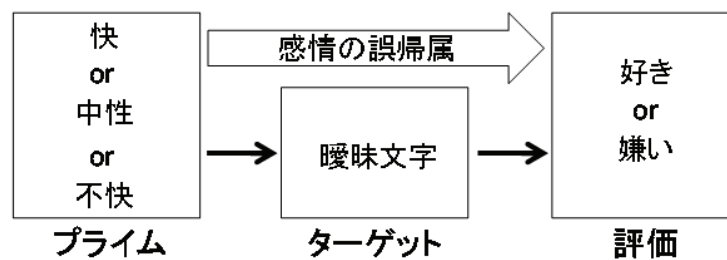 快
or
中性
or
不快
プライム
感情の誤帰属
曖昧文字
ターゲット
好き
or
嫌い
評価